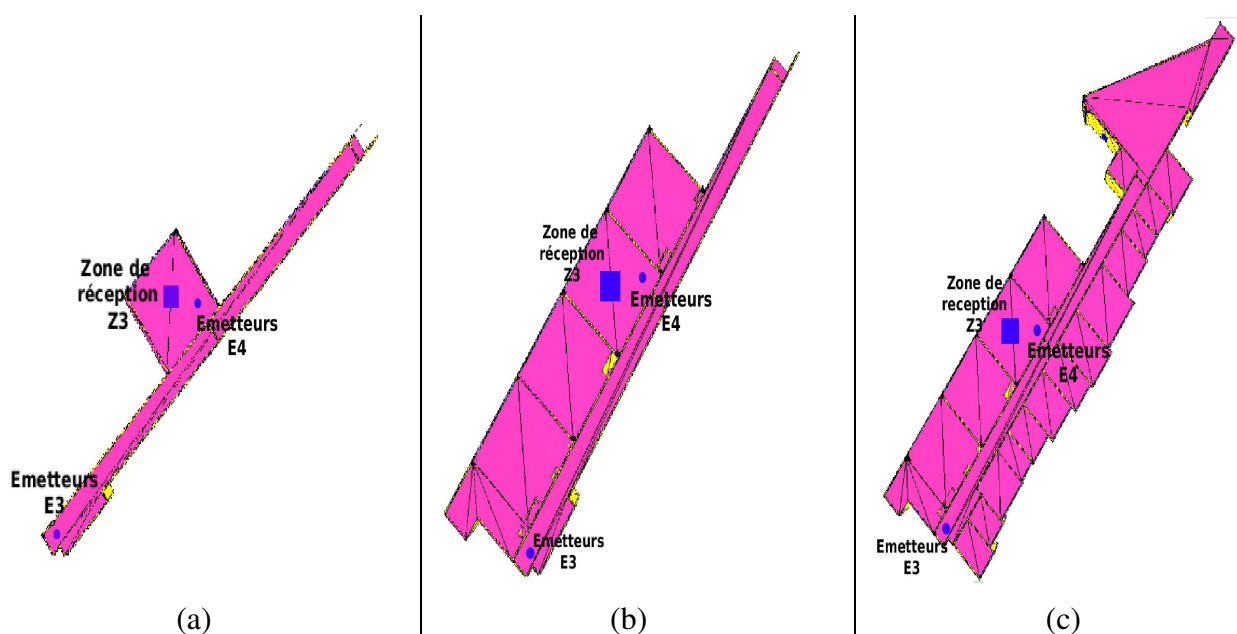 Zone de
réception
Z3
Emetteurs
E4
Emetteurs
E3
(a)
Zone de
réception
Z3
Emetteurs
E4
Emetteurs
E3
(b)
Zone de
reception
Z3
Emetteurs
E4
Emetteurs
E3
(c)